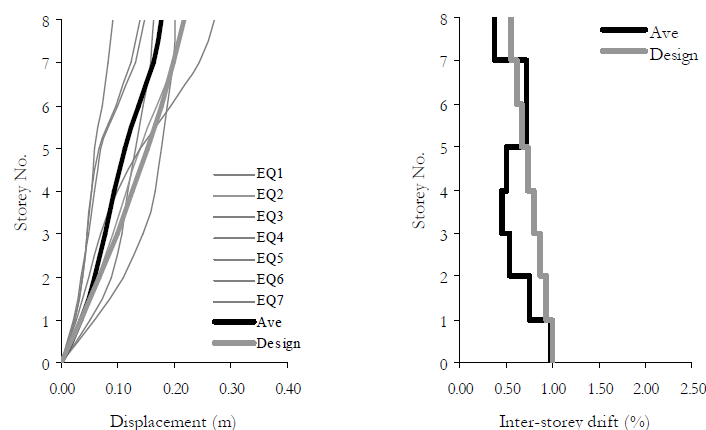 8
7
6
5
4
3
2
1
0
Storey No.
0.00 0.10 0.20 0.30 0.40
Displacement (m)
EQ1
EQ2
EQ3
EQ4
EQ5
EQ6
EQ7
Ave
Design
8
7
6
5
4
3
2
1
0
Storey No.
0.00 0.50 1.00 1.50 2.00 2.50
Inter-storey drift (%)
Ave
Design